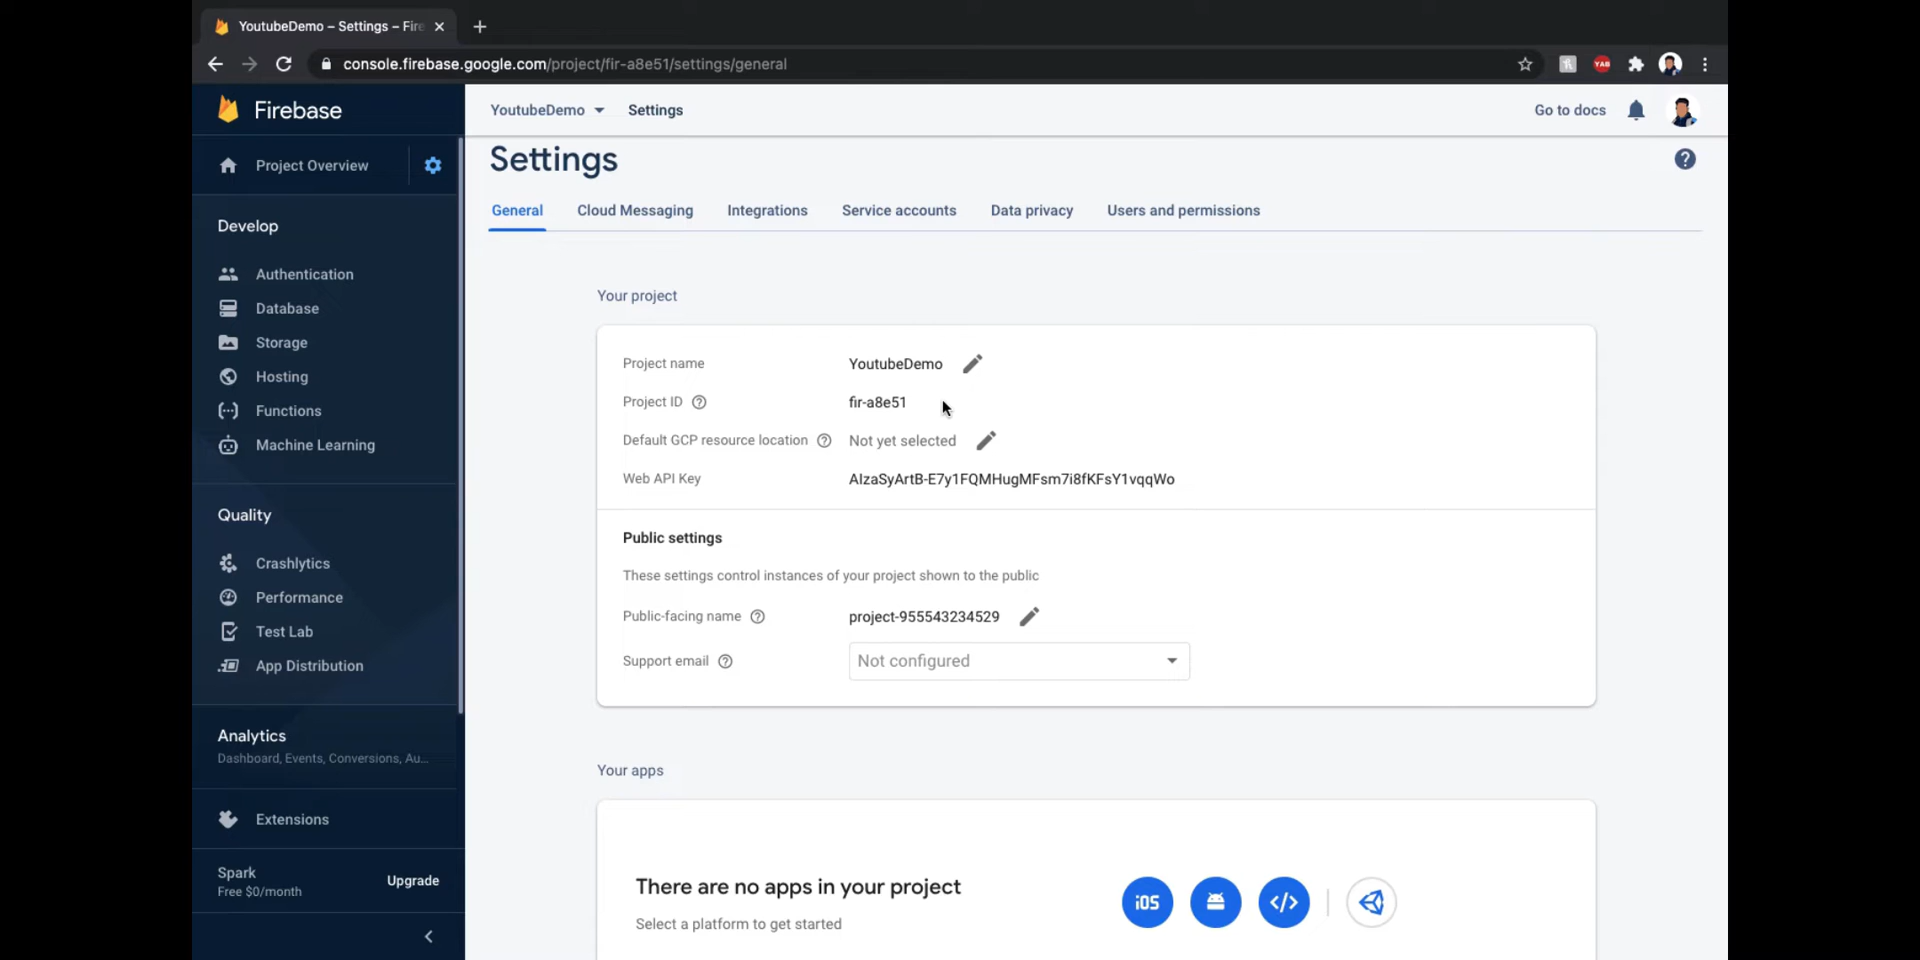 YoutubeDemo – Settings – Fire
console.firebase.google.com/project/fir-a8e51/settings/general
YAB
Firebase
YoutubeDemo
Settings
Go to docs
Project Overview
Settings
General
Cloud Messaging
Integrations
Service accounts
Data privacy
Users and permissions
Develop
Authentication
Database
Storage
Hosting
Functions
Machine Learning
Quality
Crashlytics
Performance
Test Lab
App Distribution
Analytics
Dashboard, Events, Conversions, Au...
Extensions
Spark
Free $0/month
Upgrade
Your project
Project name
YoutubeDemo
Project ID
fir-a8e51
Default GCP resource location
Not yet selected
Web API Key
AIzaSyArtB-E7y1FQMHugMFsm7i8fKFsY1vqqWo
Public settings
These settings control instances of your project shown to the public
Public-facing name
project-955543234529
Support email
Not configured
Your apps
There are no apps in your project
Select a platform to get started
iOS